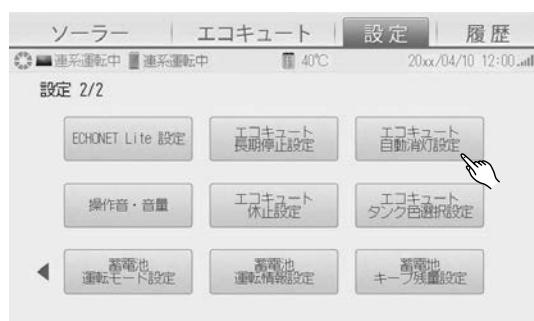 ソーラー エコキュート 設定 履歴
連系運転中 連系運転中 40℃ 20xx/04/10 12:00
設定 2/2
ECHONET Lite 設定
エコキュート
長期停止設定
エコキュート
自動消灯設定
操作音・音量
エコキュート
休止設定
エコキュート
タンク色選択設定
蓄電池
運転モード設定
蓄電池
運転情報設定
蓄電池
キープ残量設定